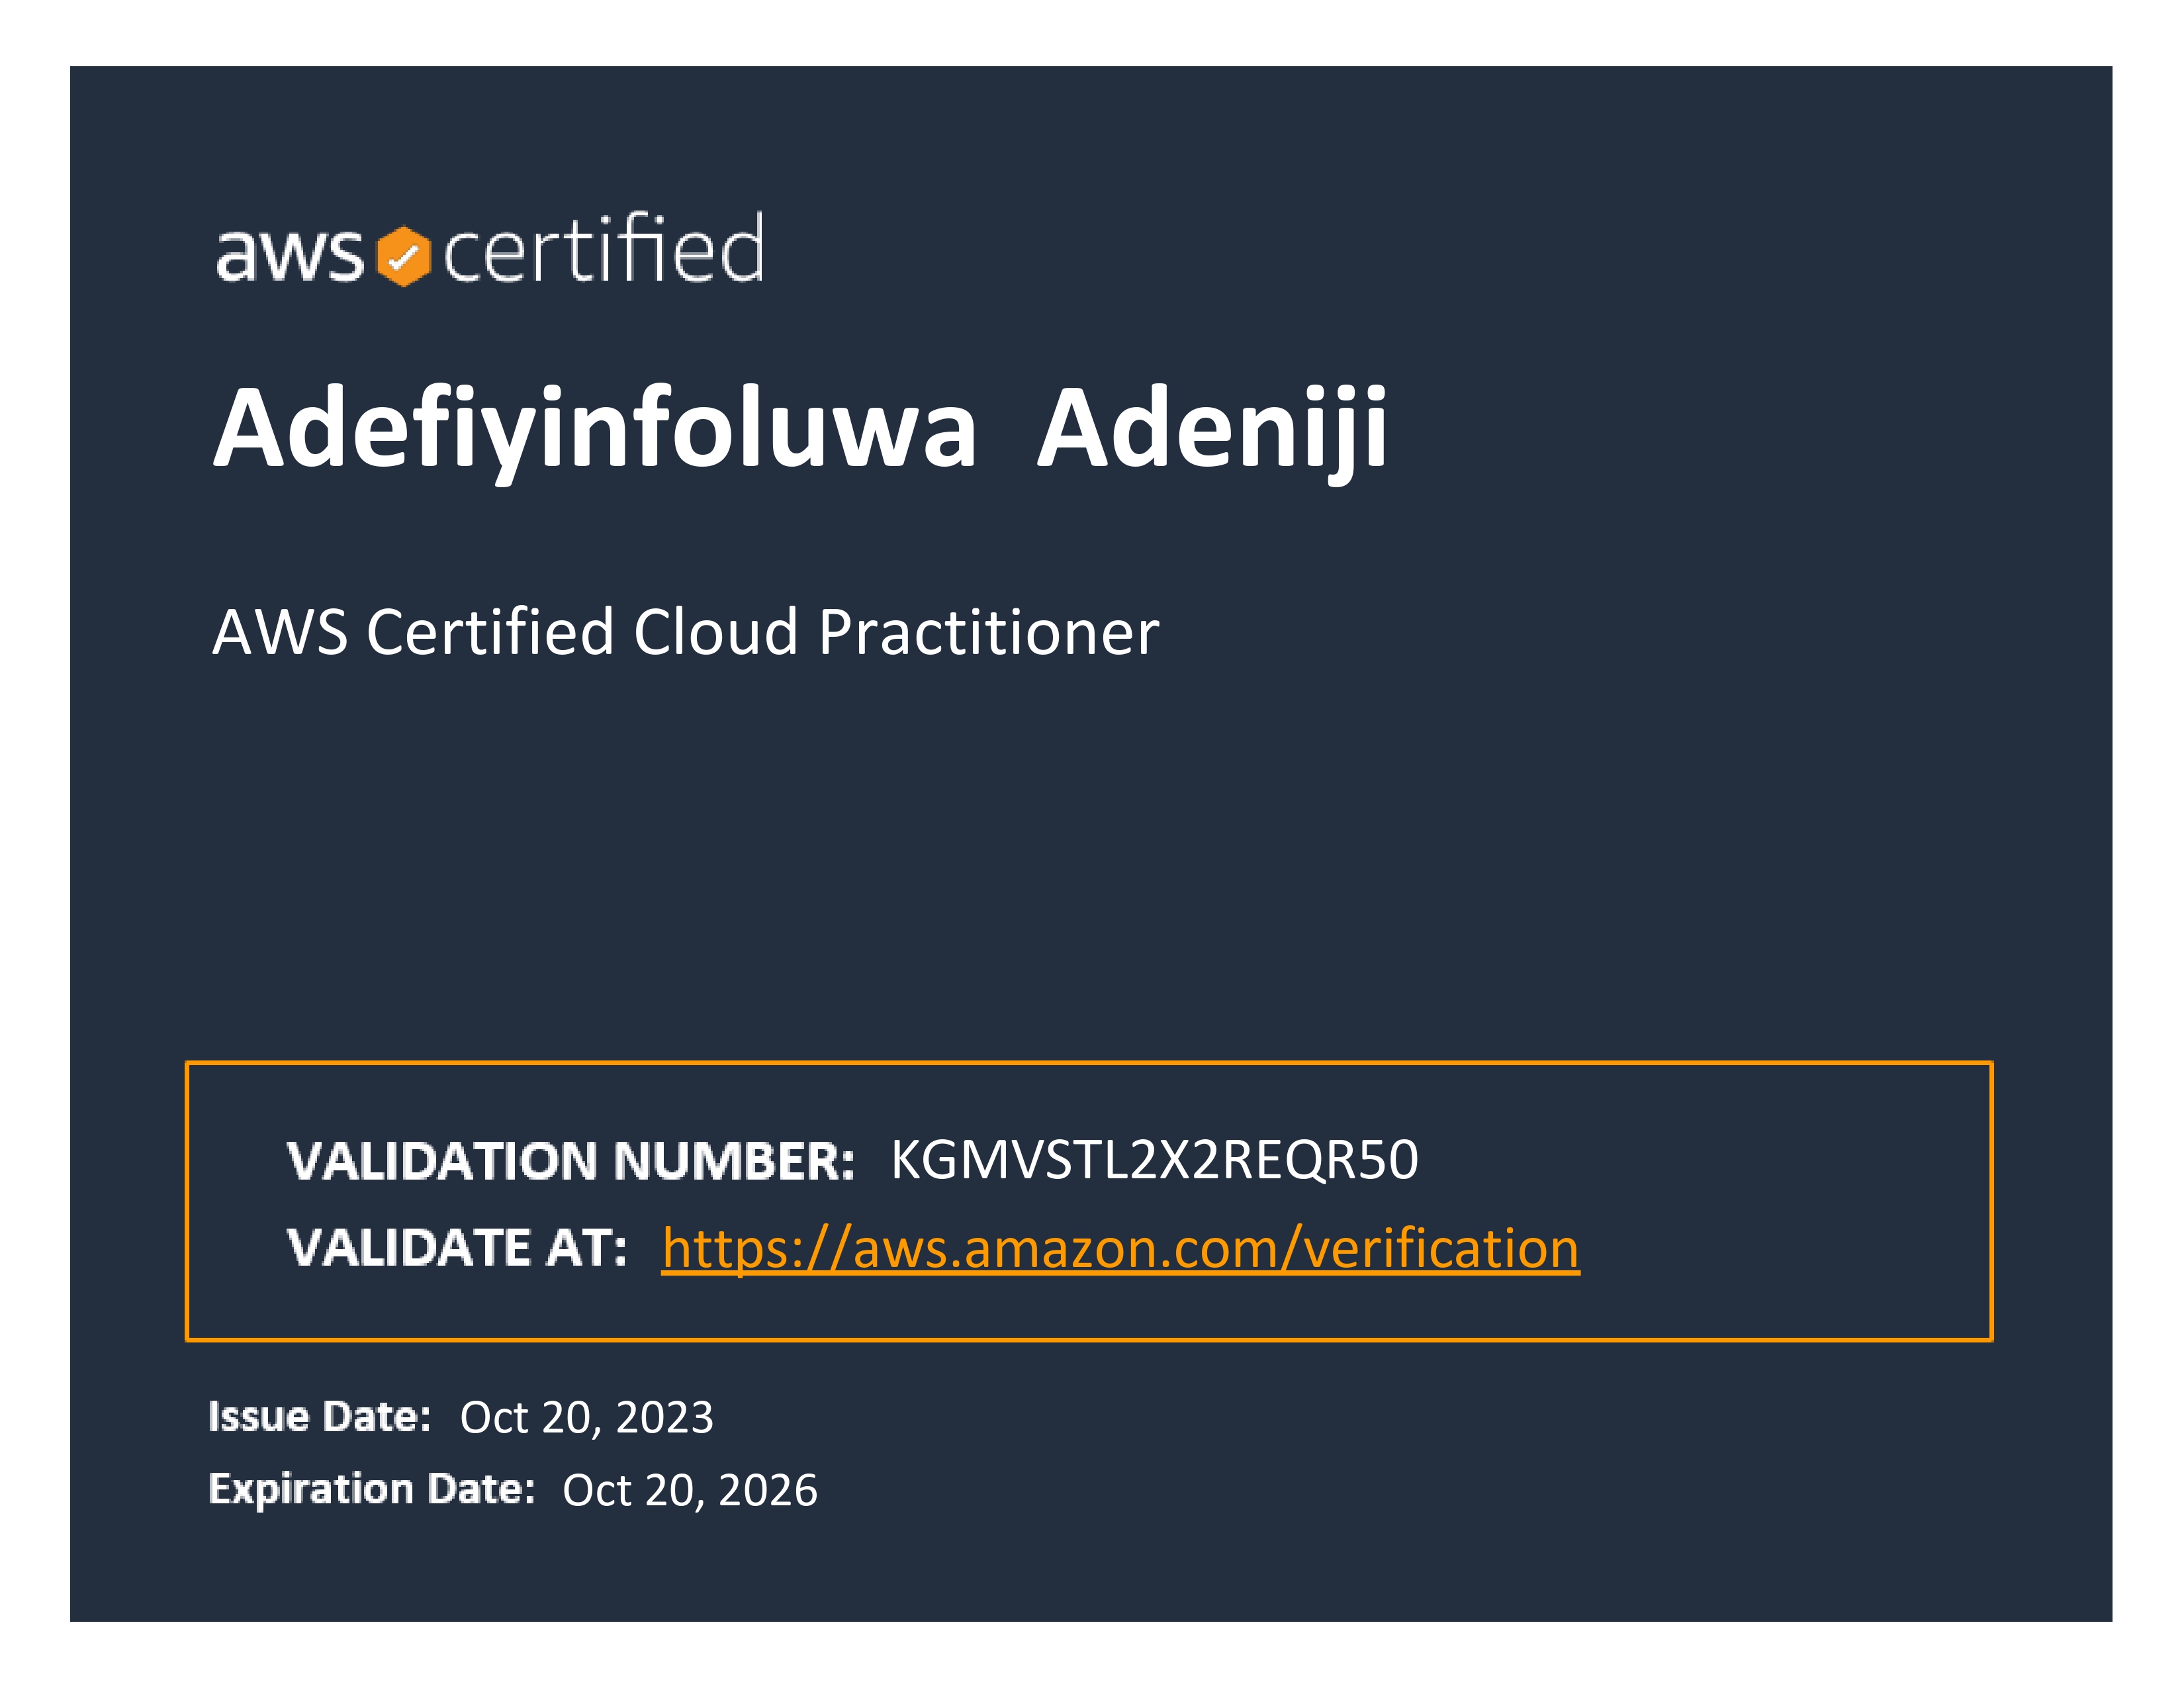 aws certified
Adefiyinfoluwa Adeniji
AWS Certified Cloud Practitioner
VALIDATION NUMBER: KGMVSTL2X2REQR50
VALIDATE AT: https://aws.amazon.com/verification
Issue Date: Oct 20, 2023
Expiration Date: Oct 20, 2026